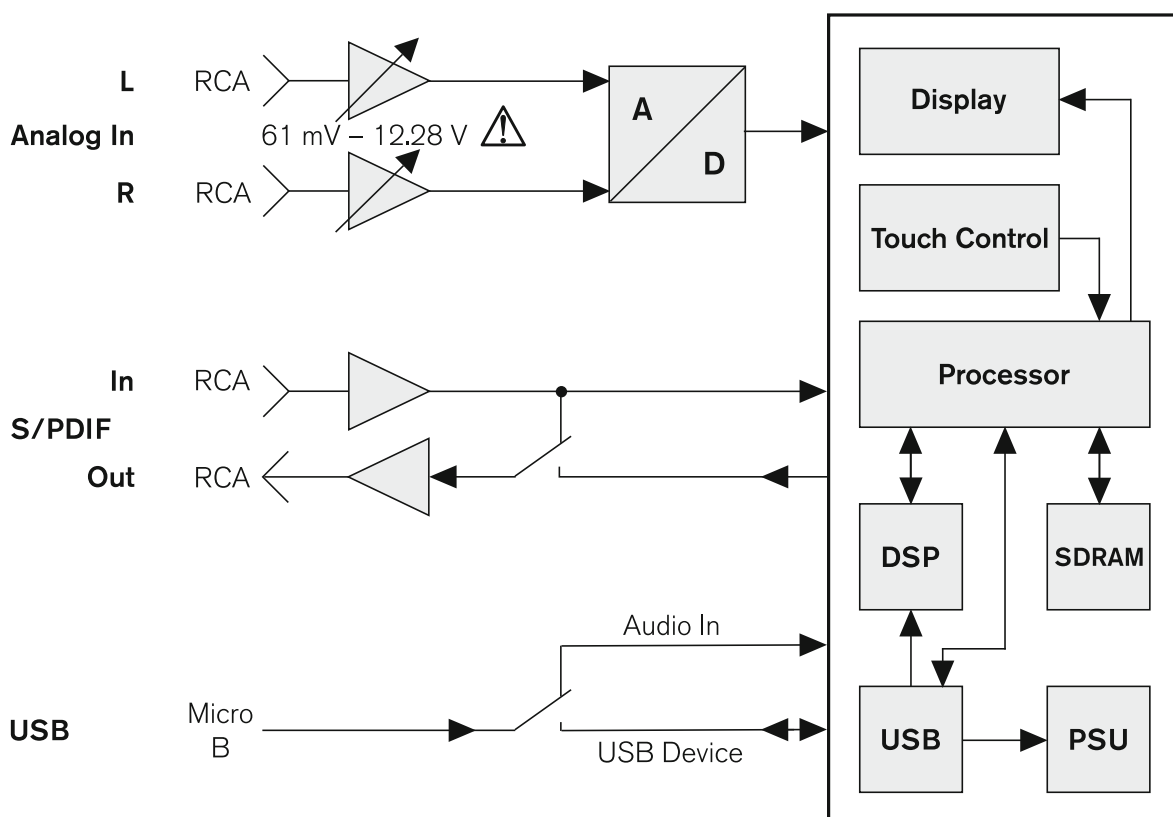 L RCA
Analog In 61 mV – 12.28 V
R RCA
A
D
In RCA
S/PDIF
Out RCA
USB Micro
B
Audio In
USB Device
Display
Touch Control
Processor
DSP SDRAM
USB PSU